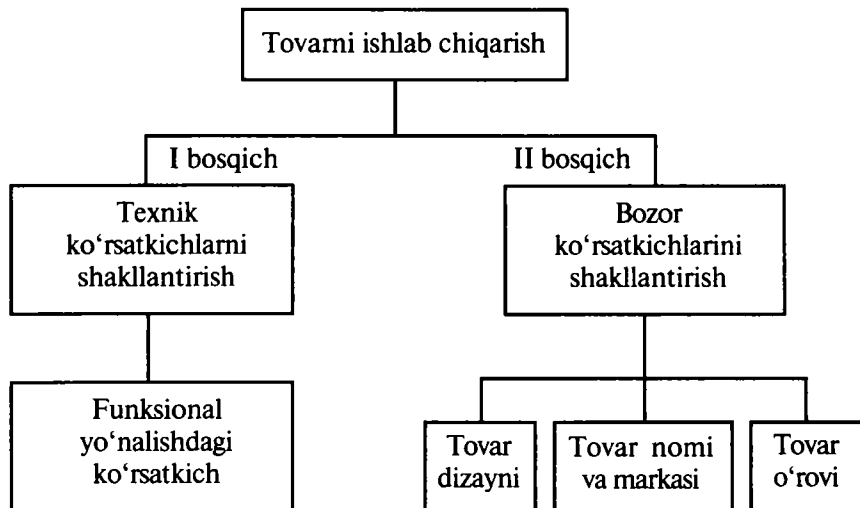 Tovarni ishlab chiqarish
I bosqich
II bosqich
Texnik
ko‘rsatkichlarni
shakllantirish
Bozor
ko‘rsatkichlarini
shakllantirish
Funksional
yo‘nalishdagi
ko‘rsatkich
Tovar
dizayni
Tovar nomi
va markasi
Tovar
o‘rovi